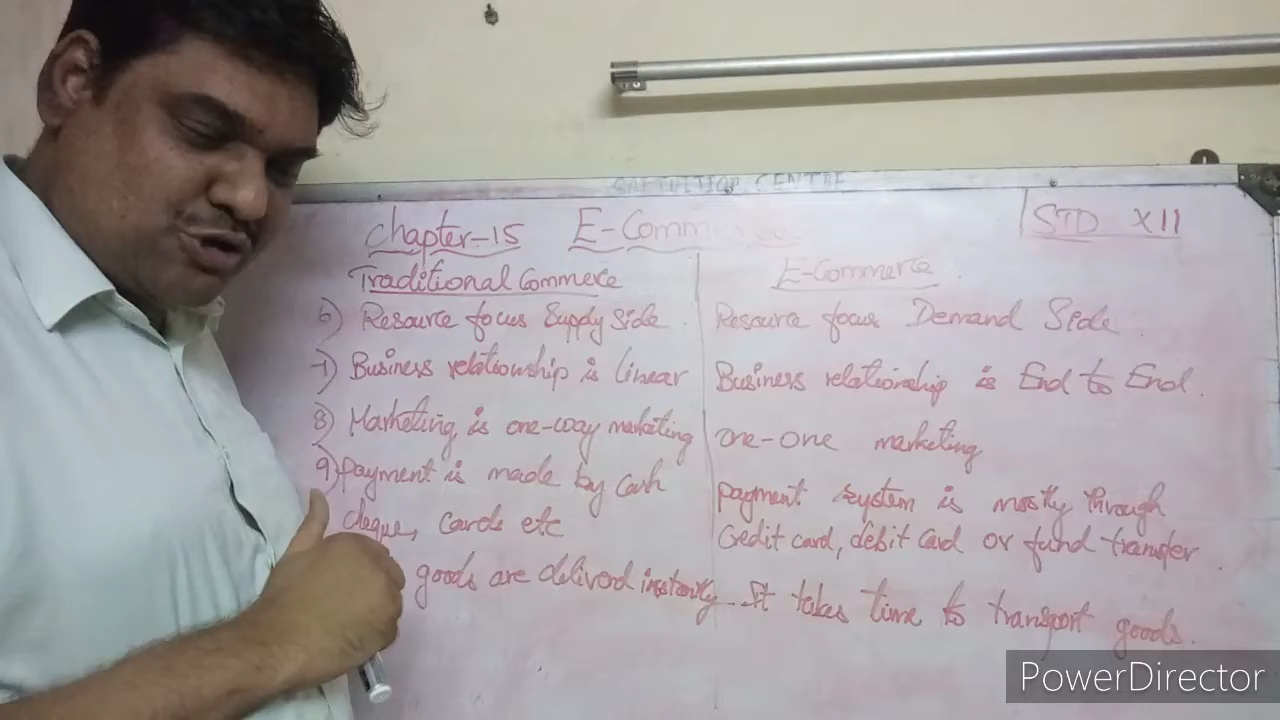 Chapter-15 E-Comm
STD XII
Traditional Commerce
E-Commerce
6) Resource focus Supply Side
Resource focus Demand Side
7) Business relationship is linear
Business relationship is End to End.
8) Marketing is one-way marketing
one-one marketing
9) payment is made by cash
cheque, cards etc
payment system is mostly through
Credit card, debit card or fund transfer.
goods are deliverd instantly.
It takes time to transport goods.
PowerDirector